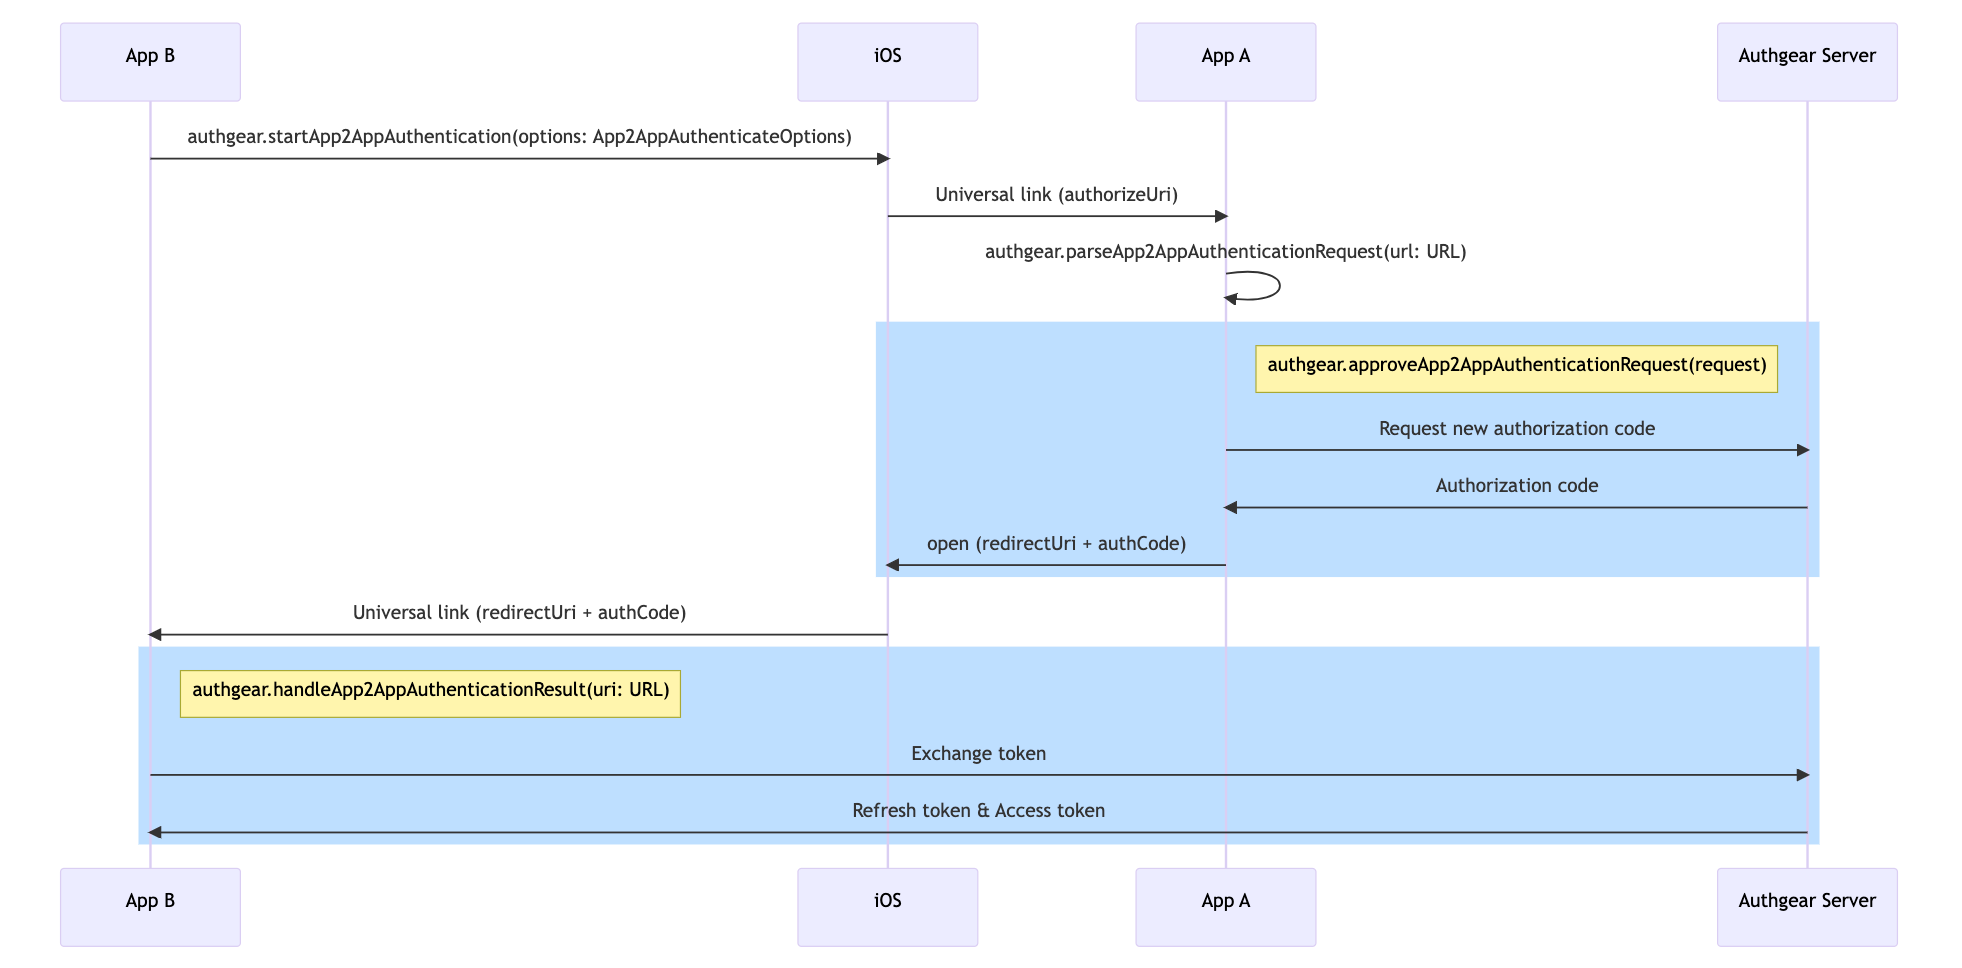 App B
iOS
App A
Authgear Server
authgear.startApp2AppAuthentication(options: App2AppAuthenticateOptions)
Universal link (authorizeUri)
authgear.parseApp2AppAuthenticationRequest(url: URL)
authgear.approveApp2AppAuthenticationRequest(request)
Request new authorization code
Authorization code
open (redirectUri + authCode)
Universal link (redirectUri + authCode)
authgear.handleApp2AppAuthenticationResult(uri: URL)
Exchange token
Refresh token & Access token
App B
iOS
App A
Authgear Server